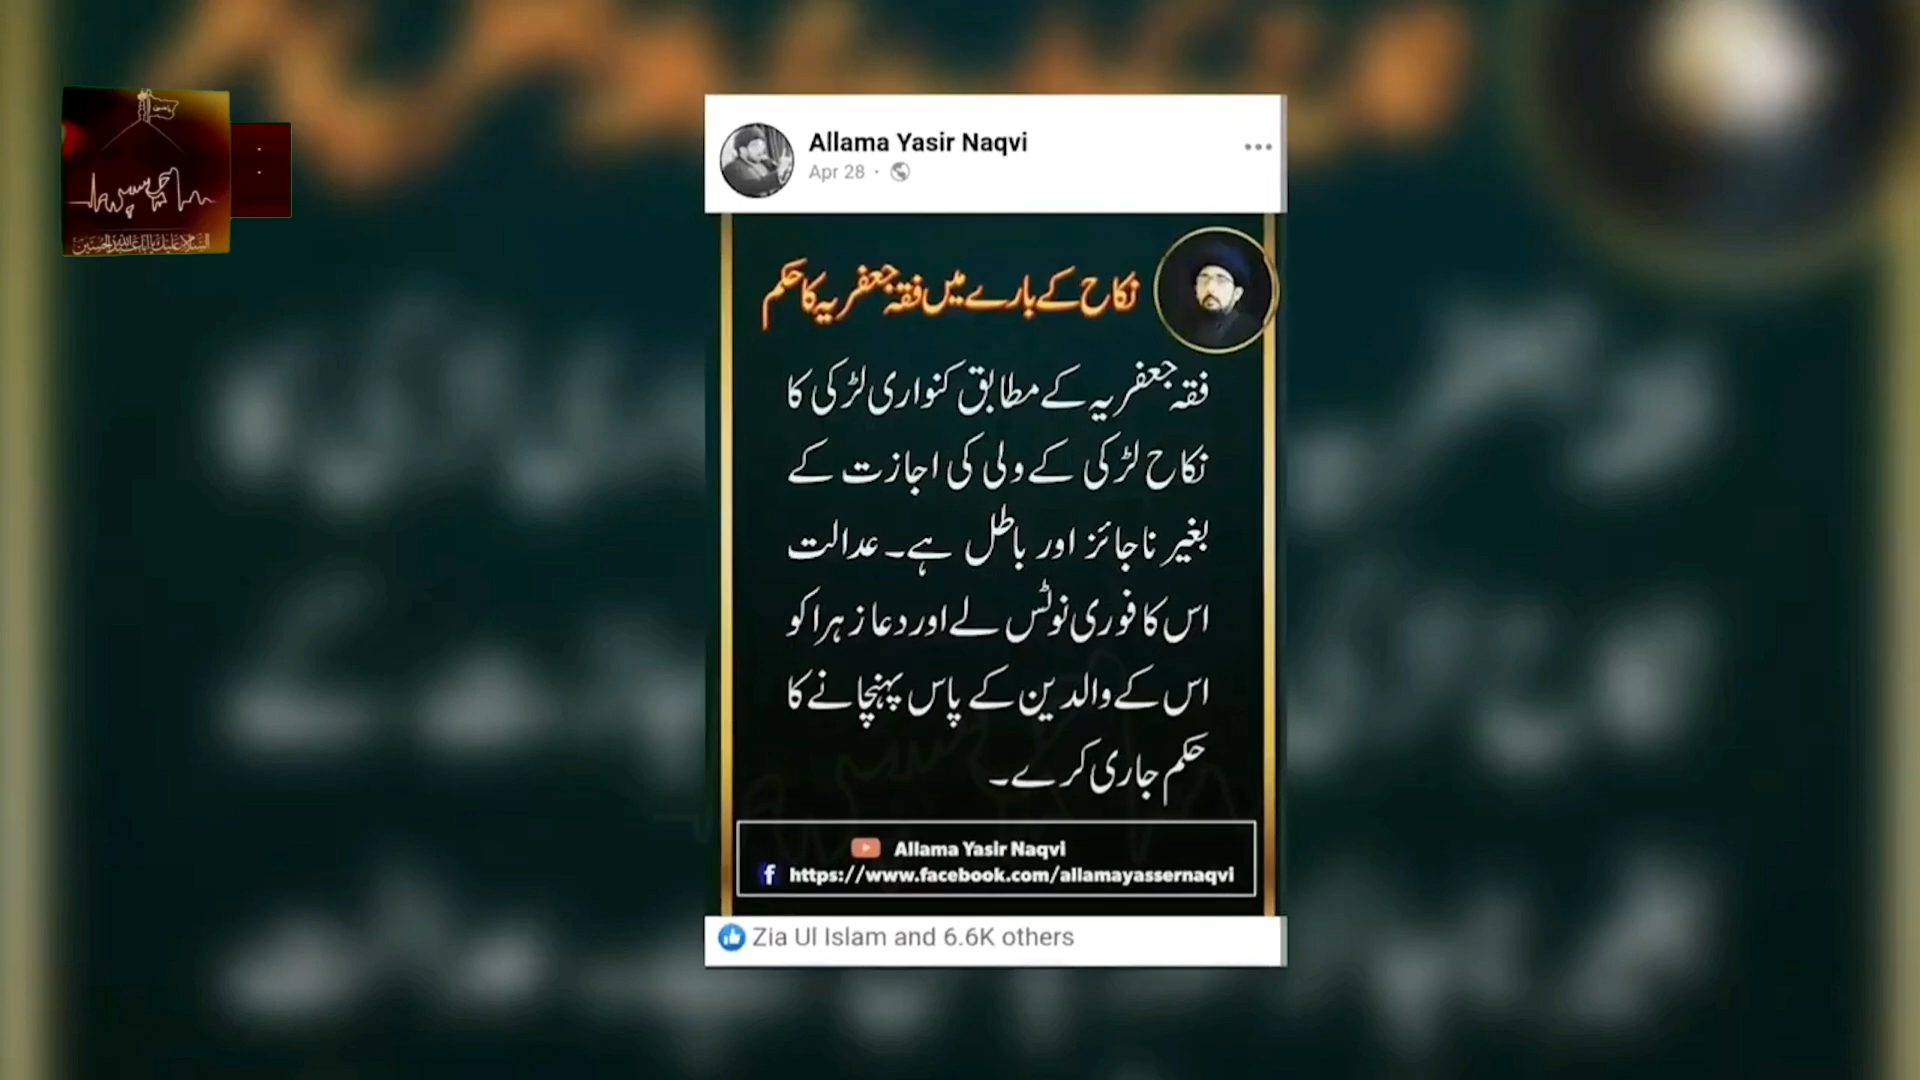 Allama Yasir Naqvi
Apr 28 ·
نکاح کے بارے میں فقہ جعفریہ کا حکم
فقہ جعفریہ کے مطابق کنواری لڑکی کا
نکاح لڑکی کے ولی کی اجازت کے
بغیر ناجائز اور باطل ہے۔ عدالت
اس کا فوری نوٹس لے اور دعا زہرا کو
اس کے والدین کے پاس پہنچانے کا
حکم جاری کرے۔
Allama Yasir Naqvi
https://www.facebook.com/allamayassernaqvi
Zia Ul Islam and 6.6K others